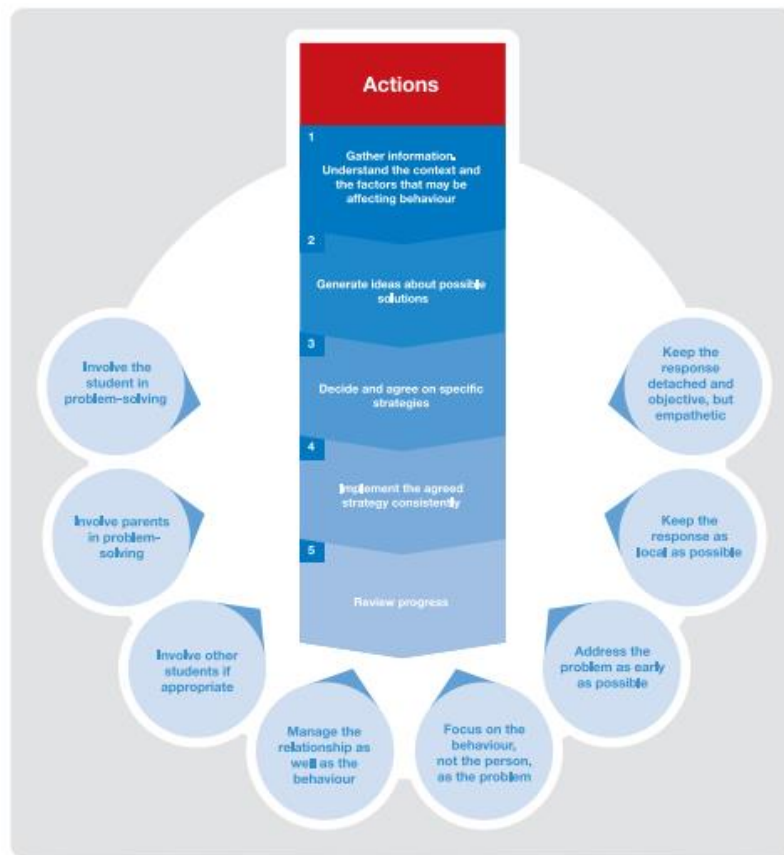 Actions
1
Gather information.
Understand the context and
the factors that may be
affecting behaviour
2
Generate ideas about possible
solutions
3
Decide and agree on specific
strategies
4
Implement the agreed
strategy consistently
5
Review progress
Involve the
student in
problem-solving
Involve parents
in problem-
solving
Involve other
students if
appropriate
Manage the
relationship as
well as the
behaviour
Focus on the
behaviour,
not the person,
as the problem
Address the
problem as early
as possible
Keep the
response as
local as possible
Keep the
response
detached and
objective, but
empathetic